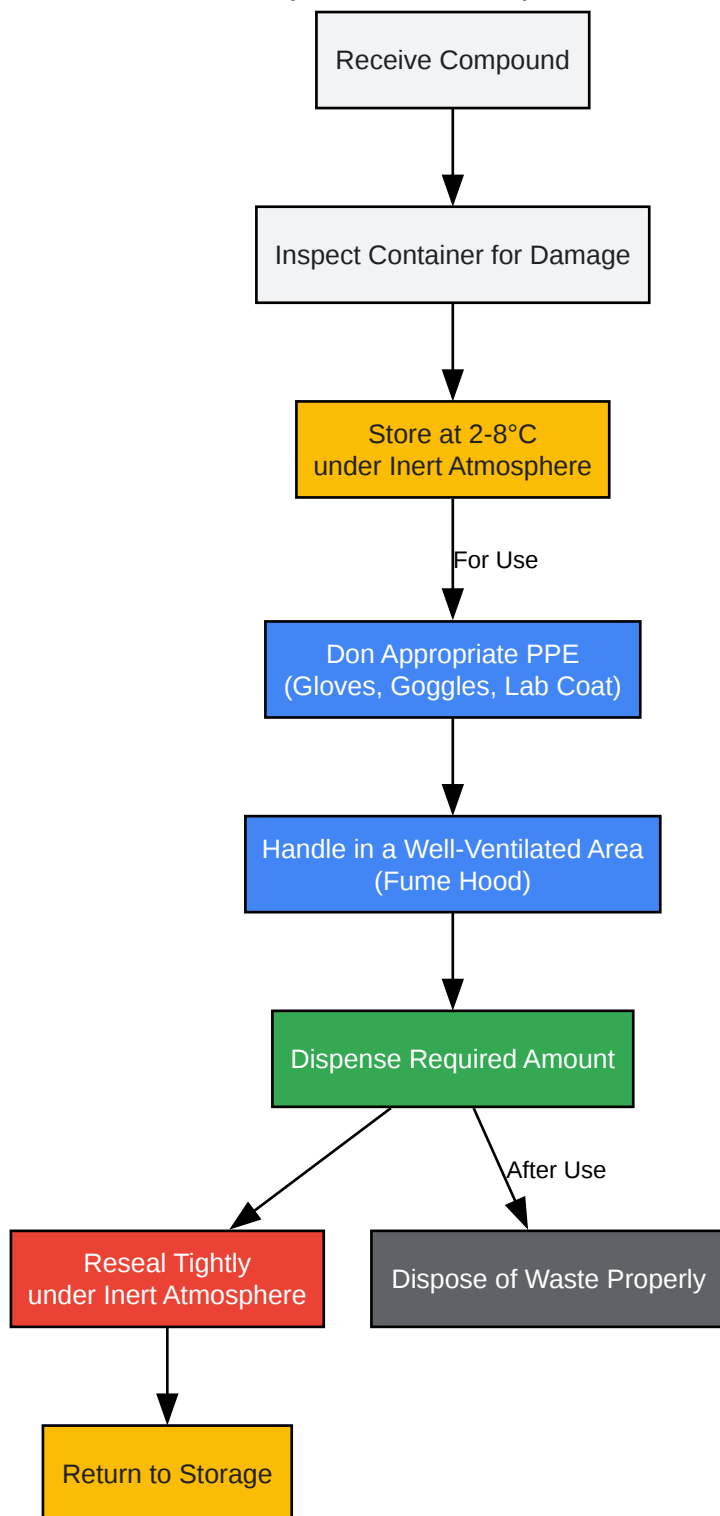 Receive Compound
Inspect Container for Damage
Store at 2-8°C
under Inert Atmosphere
For Use
Don Appropriate PPE
(Gloves, Goggles, Lab Coat)
Handle in a Well-Ventilated Area
(Fume Hood)
Dispense Required Amount
After Use
Reseal Tightly
under Inert Atmosphere
Dispose of Waste Properly
Return to Storage